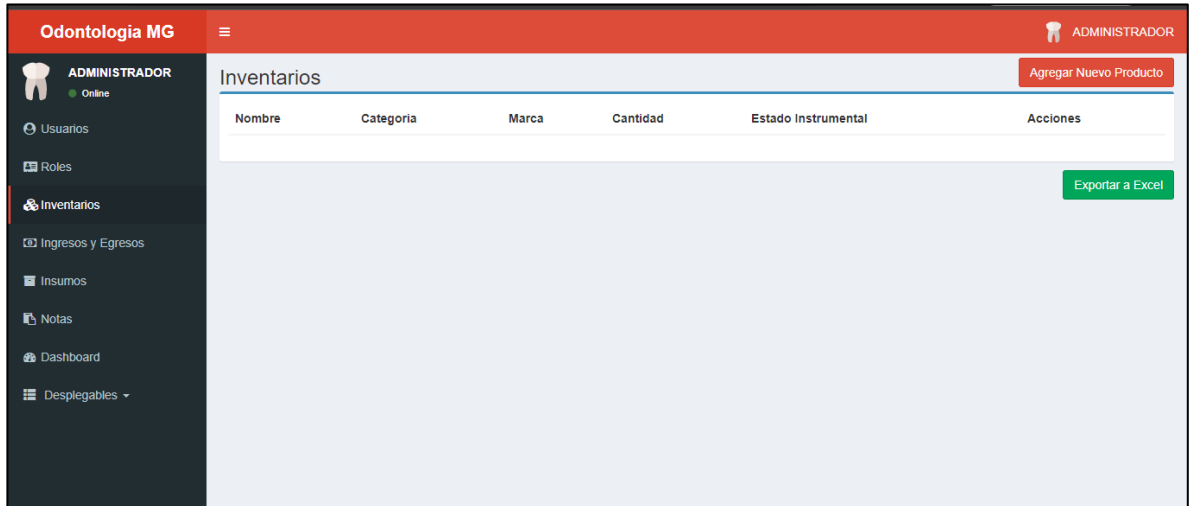 Odontologia MG
ADMINISTRADOR
ADMINISTRADOR
Online
Usuarios
Roles
Inventarios
Ingresos y Egresos
Insumos
Notas
Dashboard
Desplegables
Inventarios
Agregar Nuevo Producto
Nombre Categoria Marca Cantidad Estado Instrumental Acciones
Exportar a Excel